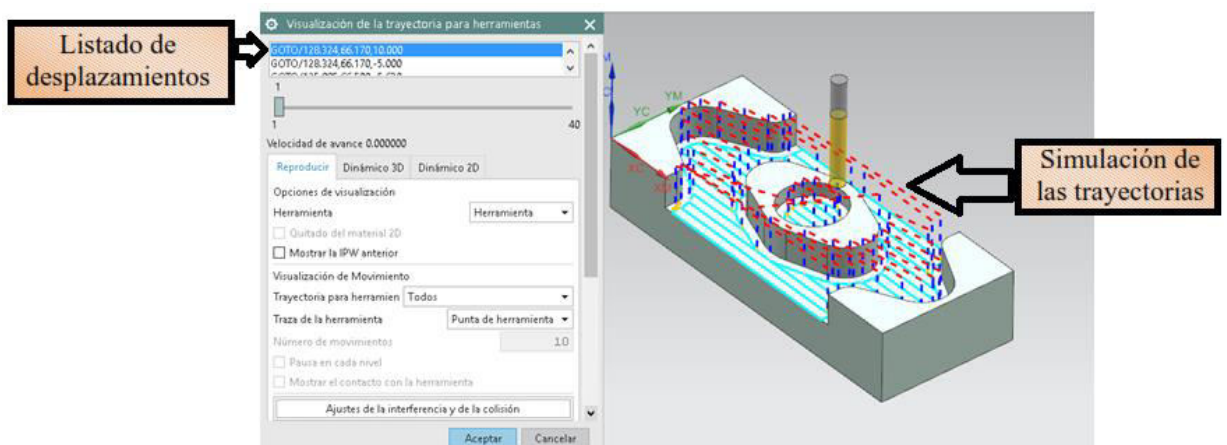 Listado de
desplazamientos
Visualización de la trayectoria para herramientas
GOTO/128.324,66.170,10.000
GOTO/128.324,66.170,-5.000
1
1 40
Velocidad de avance 0.000000
Reproducir Dinámico 3D Dinámico 2D
Opciones de visualización
Herramienta Herramienta
Quitado del material 2D
Mostrar la IPW anterior
Visualización de Movimiento
Trayectoria para herramien Todos
Traza de la herramienta Punta de herramienta
Número de movimientos 10
Pausa en cada nivel
Mostrar el contacto con la herramienta
Ajustes de la interferencia y de la colisión
Aceptar Cancelar
YM
YC
XC
Simulación de
las trayectorias